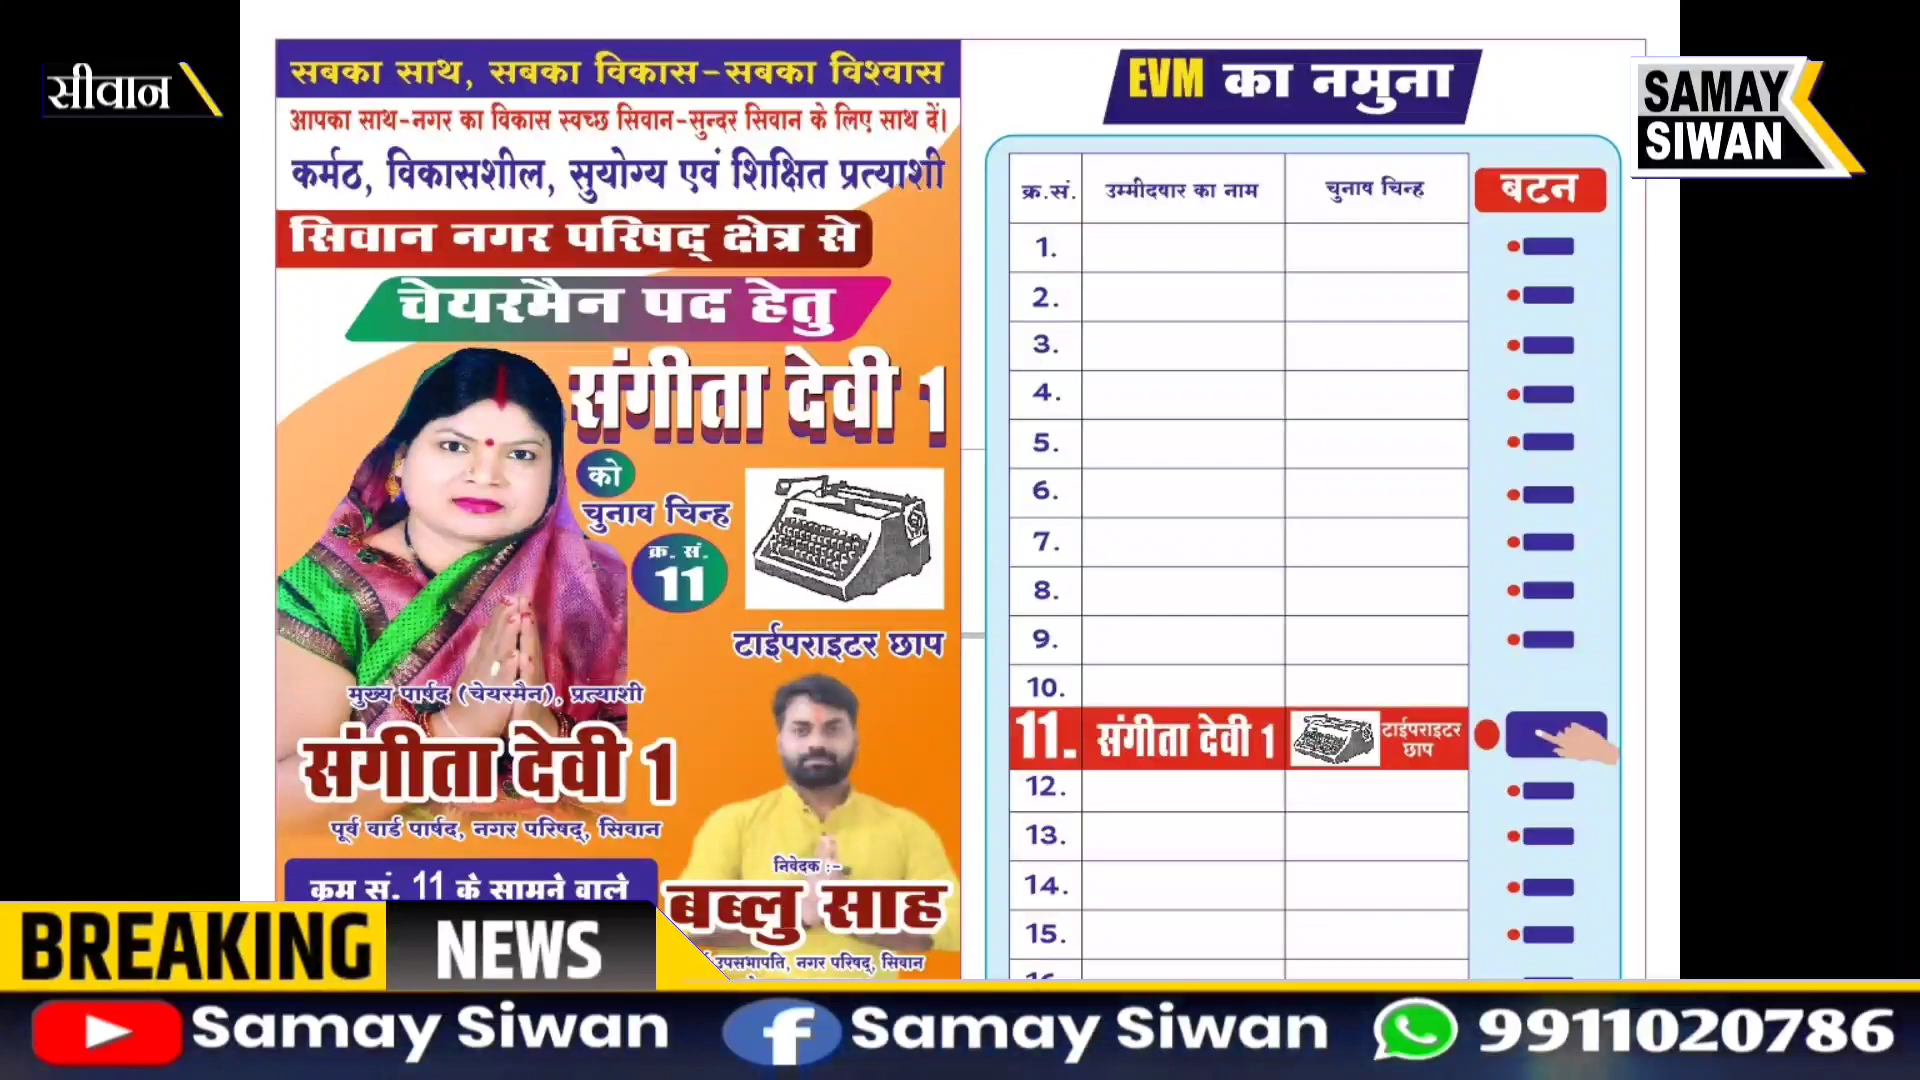 सीवान
SAMAY
SIWAN
सबका साथ, सबका विकास-सबका विश्वास
आपका साथ-नगर का विकास स्वच्छ सिवान-सुन्दर सिवान के लिए साथ दें।
कर्मठ, विकासशील, सुयोग्य एवं शिक्षित प्रत्याशी
सिवान नगर परिषद् क्षेत्र से
चेयरमैन पद हेतु
संगीता देवी 1
को
चुनाव चिन्ह
क्र. सं.
11
टाईपराइटर छाप
मुख्य पार्षद (चेयरमैन), प्रत्याशी
संगीता देवी 1
पूर्व वार्ड पार्षद, नगर परिषद्, सिवान
क्रम सं. 11 के सामने वाले
निवेदक :-
बब्लु साह
उपसभापति, नगर परिषद्, सिवान
EVM का नमुना
क्र.सं. उम्मीदवार का नाम चुनाव चिन्ह बटन
1.
2.
3.
4.
5.
6.
7.
8.
9.
10.
11. संगीता देवी 1 टाईपराइटर
छाप
12.
13.
14.
15.
BREAKING NEWS
Samay Siwan Samay Siwan 9911020786